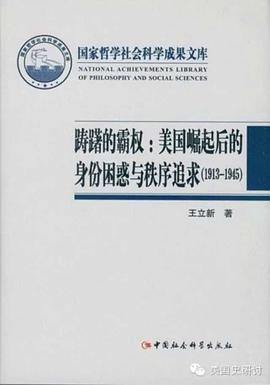 国家哲学社会科学成果文库
NATIONAL ACHIEVEMENTS LIBRARY
OF PHILOSOPHY AND SOCIAL SCIENCES
踌躇的霸权：美国崛起后的
身份困惑与秩序追求(1913-1945)
王立新 著
中国社会科学出版社
美国史研讨